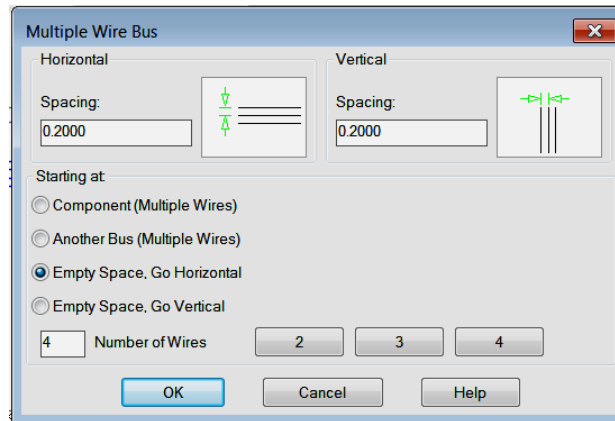 Multiple Wire Bus
Horizontal
Spacing:
0.2000
Vertical
Spacing:
0.2000
Starting at:
Component (Multiple Wires)
Another Bus (Multiple Wires)
Empty Space, Go Horizontal
Empty Space, Go Vertical
4 Number of Wires 2 3 4
OK Cancel Help